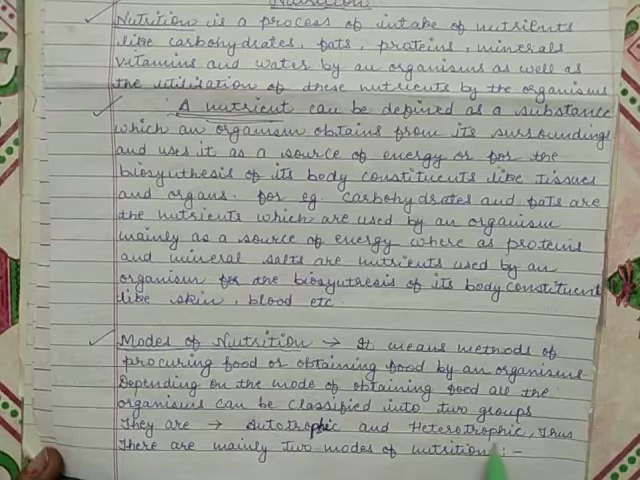 Nutrition
Nutrition is a process of intake of nutrients
like carbohydrates, fats, proteins, minerals
vitamins and water by an organisms as well as
the utilisation of these nutrients by the organisms
A nutrient can be defined as a substance
which an organism obtains from its surroundings
and uses it as a source of energy or for the
biosynthesis of its body constituents like Tissues
and organs. for eg. carbohydrates and fats are
the nutrients which are used by an organism
mainly as a source of energy where as proteins
and mineral salts are nutrients used by an
organism for the biosynthesis of its body constituent
like skin, blood etc.
Modes of Nutrition → It means methods of
procuring food or obtaining food by an organisms
Depending on the mode of obtaining food all the
organisms can be classified into two groups
They are → Autotrophic and Heterotrophic, Thus
There are mainly Two modes of nutrition :-